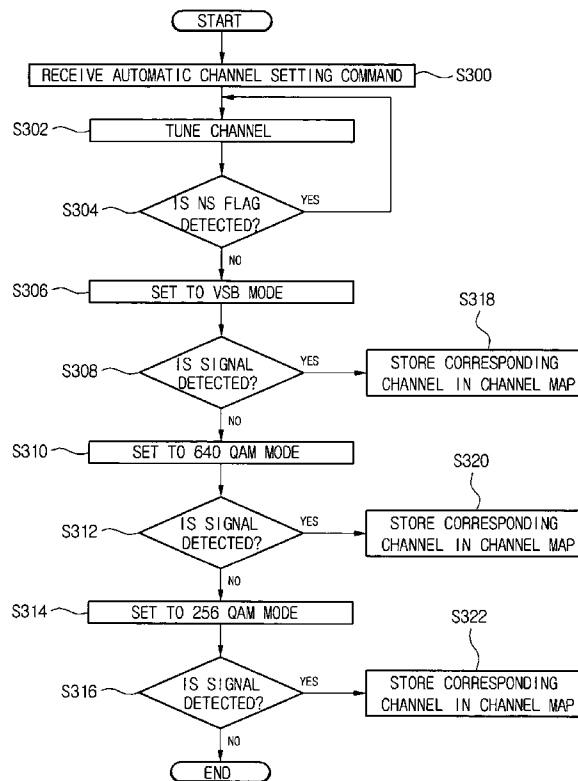 START
RECEIVE AUTOMATIC CHANNEL SETTING COMMAND
S300
S302
TUNE CHANNEL
S304
IS NS FLAG
DETECTED?
YES
NO
S306
SET TO VSB MODE
S318
S308
IS SIGNAL
DETECTED?
YES
STORE CORRESPONDING
CHANNEL IN CHANNEL MAP
NO
S310
SET TO 640 QAM MODE
S320
S312
IS SIGNAL
DETECTED?
YES
STORE CORRESPONDING
CHANNEL IN CHANNEL MAP
NO
S314
SET TO 256 QAM MODE
S322
S316
IS SIGNAL
DETECTED?
YES
STORE CORRESPONDING
CHANNEL IN CHANNEL MAP
NO
END